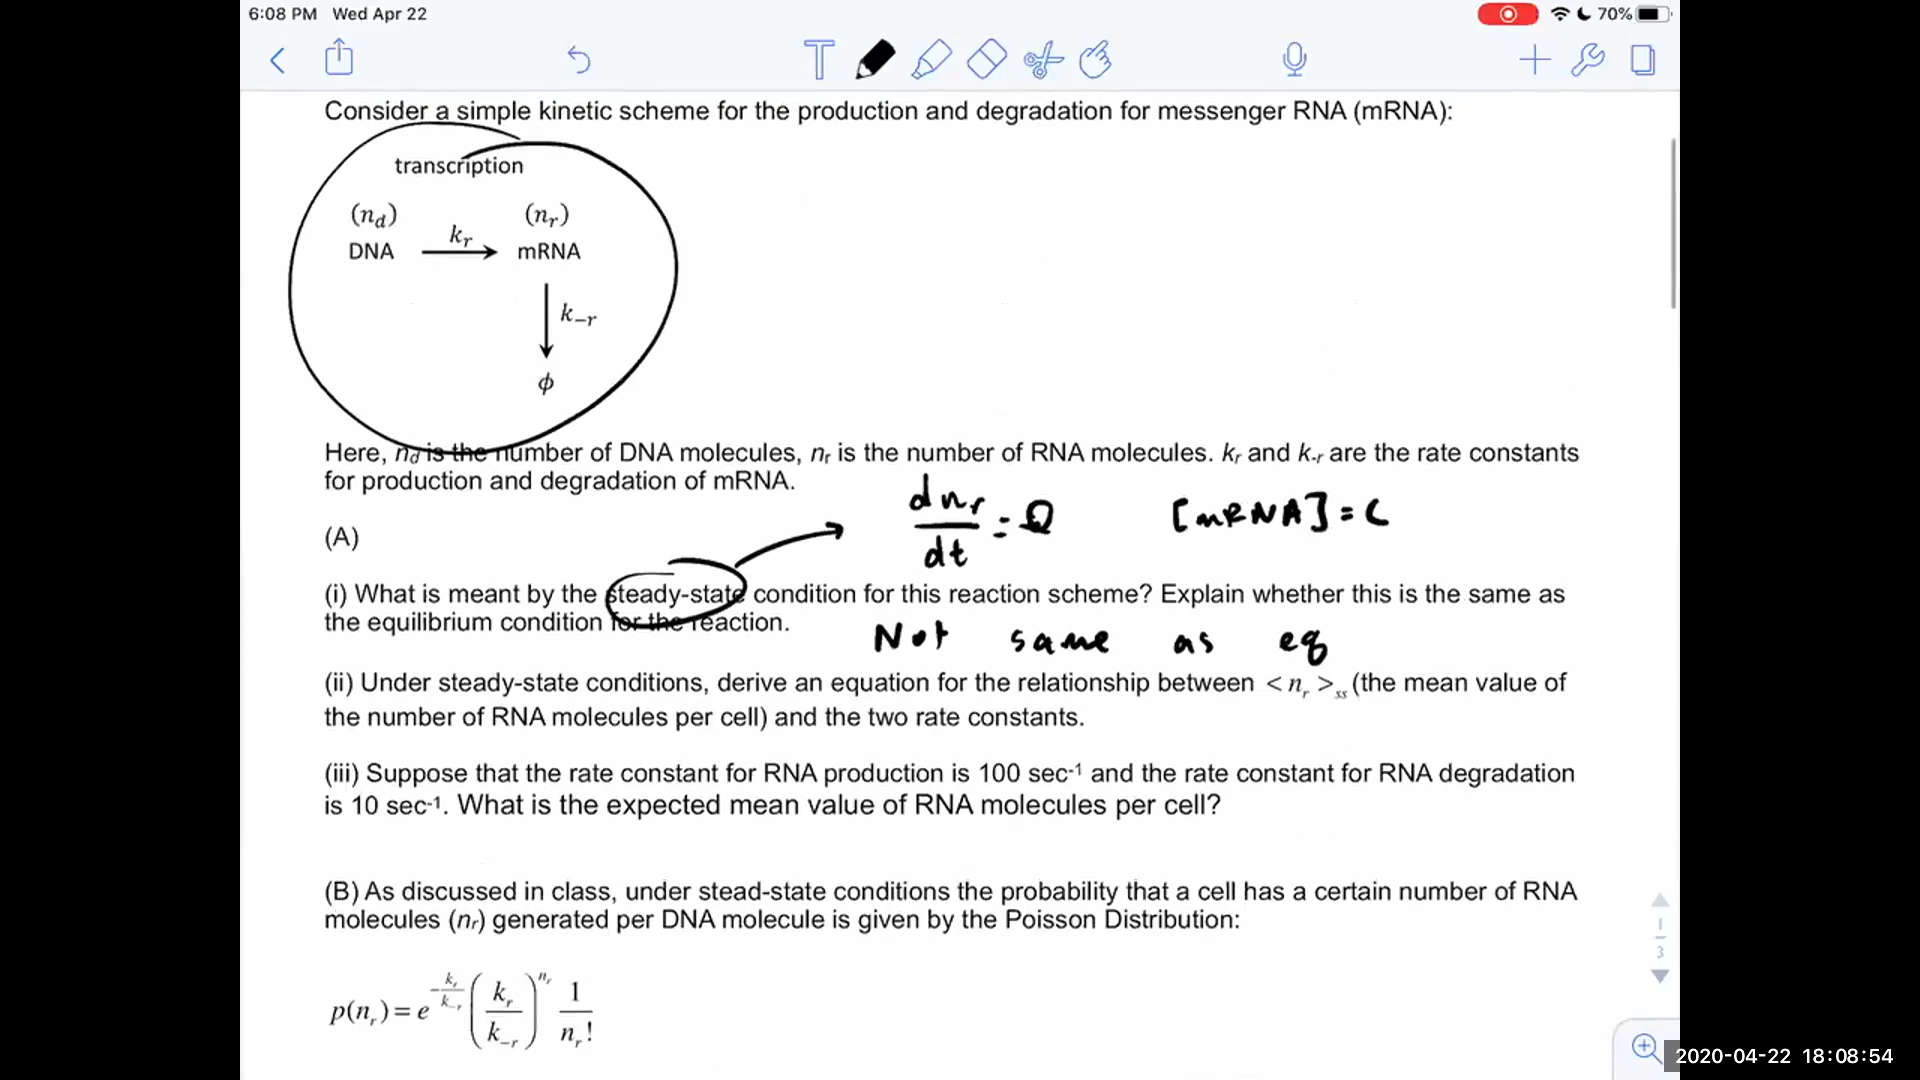 6:08 PM Wed Apr 22
70%
Consider a simple kinetic scheme for the production and degradation for messenger RNA (mRNA):
transcription
(n_d) (n_r)
DNA k_r mRNA
k_{-r}
ϕ
Here, n_d is the number of DNA molecules, n_r is the number of RNA molecules. k_r and k_{-r} are the rate constants
for production and degradation of mRNA.
dn_r/dt = 0 [mRNA] = C
(A)
(i) What is meant by the steady-state condition for this reaction scheme? Explain whether this is the same as
the equilibrium condition for the reaction.
Not same as eq
(ii) Under steady-state conditions, derive an equation for the relationship between <n_r>_ss (the mean value of
the number of RNA molecules per cell) and the two rate constants.
(iii) Suppose that the rate constant for RNA production is 100 sec⁻¹ and the rate constant for RNA degradation
is 10 sec⁻¹. What is the expected mean value of RNA molecules per cell?
(B) As discussed in class, under stead-state conditions the probability that a cell has a certain number of RNA
molecules (n_r) generated per DNA molecule is given by the Poisson Distribution:
p(n_r) = e^{-k_r/k_{-r}} (k_r/k_{-r})^{n_r} 1/n_r!
1
3
2020-04-22 18:08:54